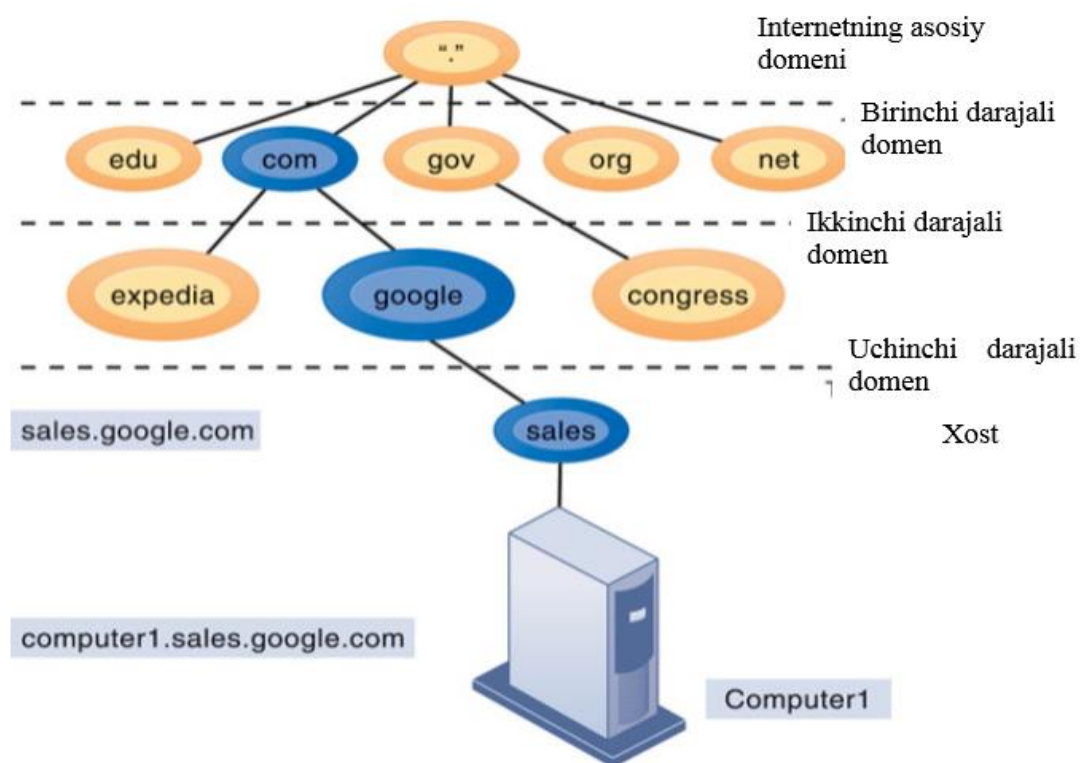 Internetning asosiy
domeni
“.”
Birinchi darajali
domen
edu
com
gov
org
net
Ikkinchi darajali
domen
expedia
google
congress
Uchinchi darajali
domen
sales.google.com
sales
Xost
computer1.sales.google.com
Computer1